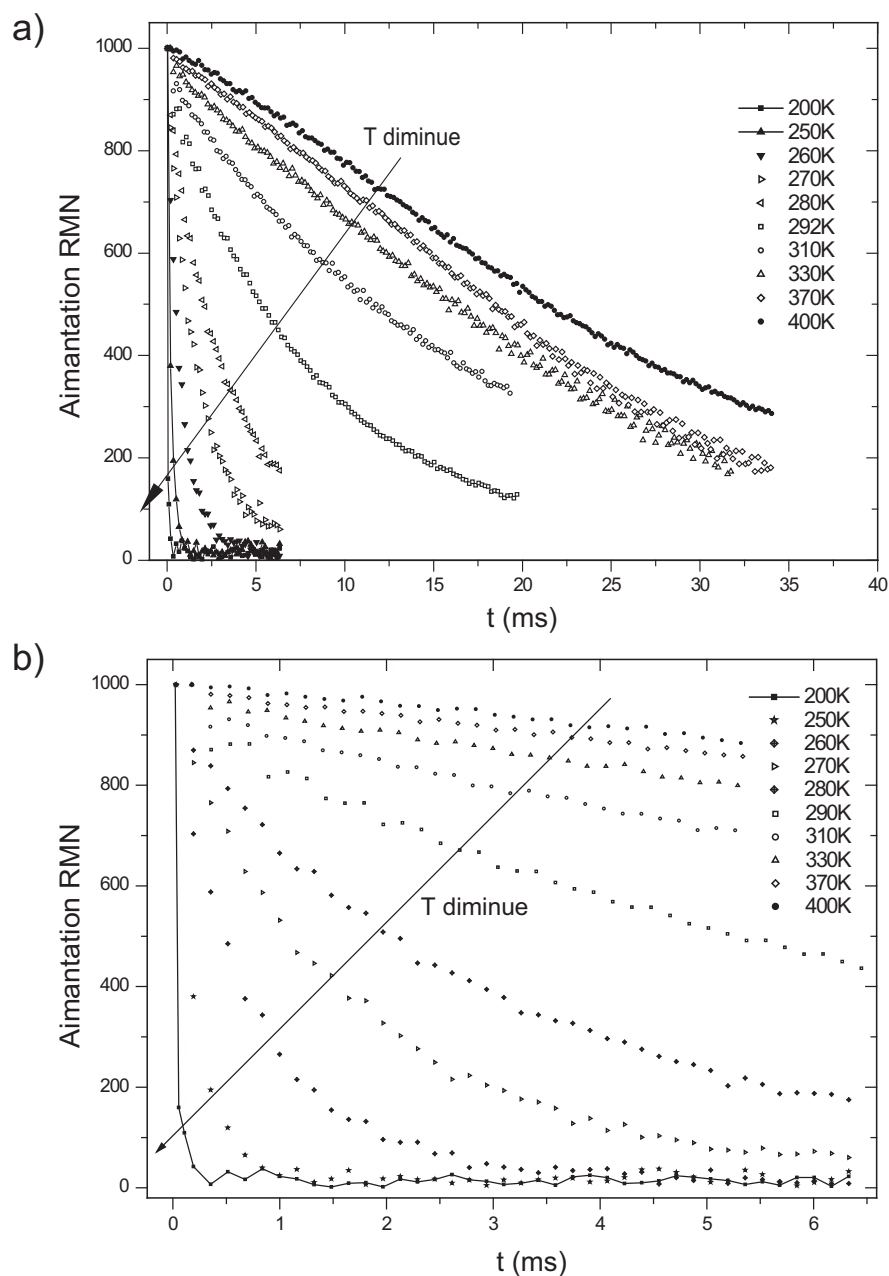 a)
1000
800
600
400
200
0
Aimantation RMN
T diminue
200K
250K
260K
270K
280K
292K
310K
330K
370K
400K
0 5 10 15 20 25 30 35 40
t (ms)
b)
1000
800
600
400
200
0
Aimantation RMN
T diminue
200K
250K
260K
270K
280K
290K
310K
330K
370K
400K
0 1 2 3 4 5 6
t (ms)